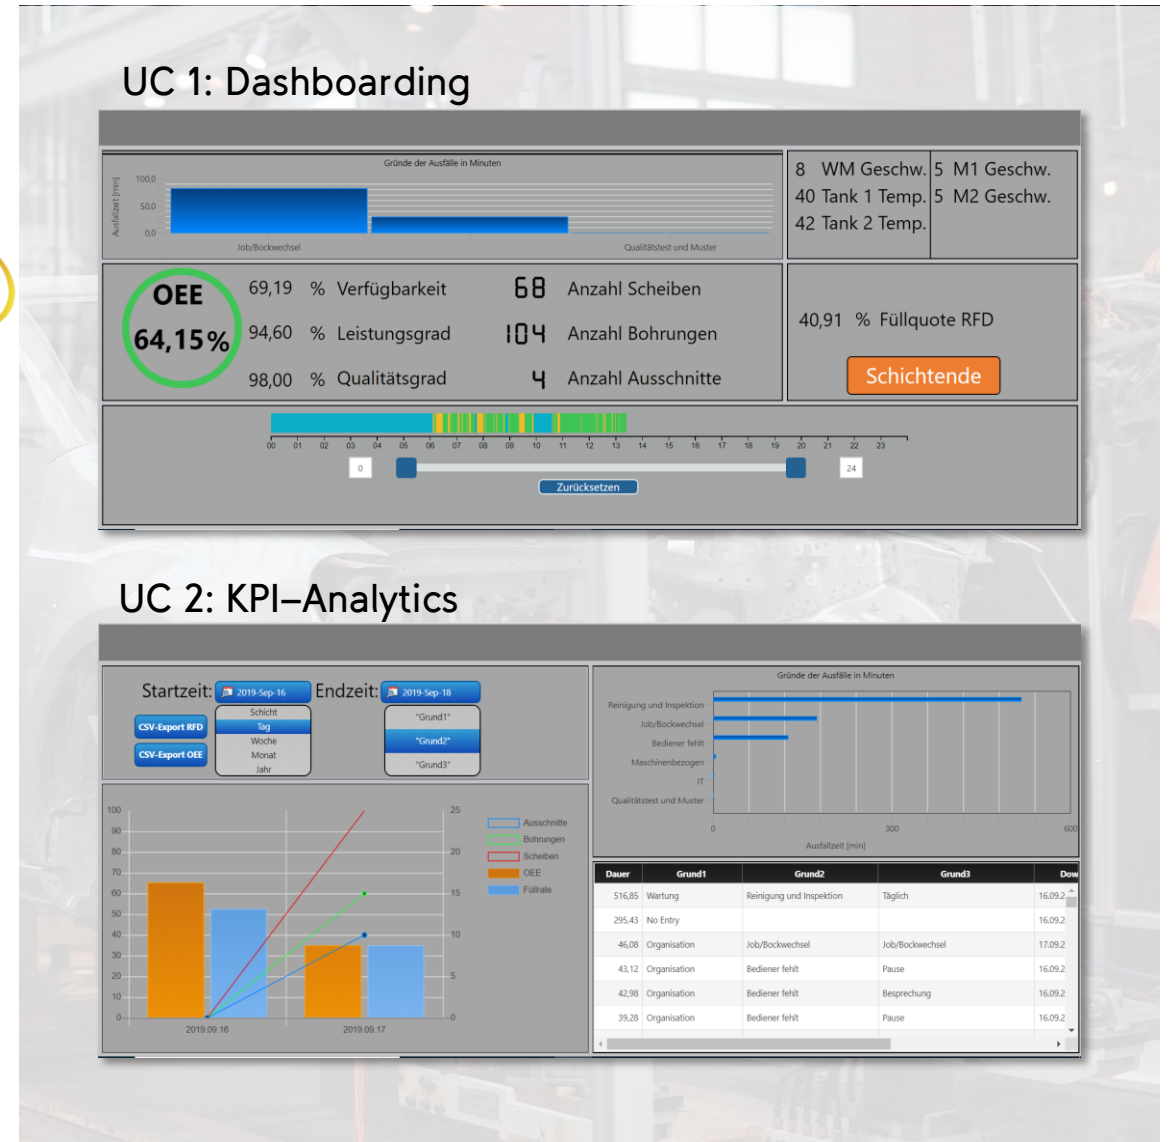 UC 1: Dashboarding
Gründe der Ausfälle in Minuten
Ausfallzeit [min]
100,0
50,0
0,0
Job/Bockwechsel
Qualitätstest und Muster
8 WM Geschw.
40 Tank 1 Temp.
42 Tank 2 Temp.
5 M1 Geschw.
5 M2 Geschw.
OEE
64,15%
69,19 % Verfügbarkeit
94,60 % Leistungsgrad
98,00 % Qualitätsgrad
68 Anzahl Scheiben
104 Anzahl Bohrungen
4 Anzahl Ausschnitte
40,91 % Füllquote RFD
Schichtende
00 01 02 03 04 05 06 07 08 09 10 11 12 13 14 15 16 17 18 19 20 21 22 23
0
24
Zurücksetzen
UC 2: KPI–Analytics
Startzeit: 2019-Sep-16 Endzeit: 2019-Sep-18
CSV-Export RFD
CSV-Export OEE
Schicht
Tag
Woche
Monat
Jahr
"Grund1"
"Grund2"
"Grund3"
Gründe der Ausfälle in Minuten
Reinigung und Inspektion
Job/Bockwechsel
Bediener fehlt
Maschinenbezogen
IT
Qualitätstest und Muster
0 300 600
Ausfallzeit [min]
100
90
80
70
60
50
40
30
20
10
0
25
20
15
10
5
0
2019.09.16 2019.09.17
Ausschnitte
Bohrungen
Scheiben
OEE
Füllrate
Dauer Grund1 Grund2 Grund3 Dow
516,85 Wartung Reinigung und Inspektion Täglich 16.09.2
295,43 No Entry 16.09.2
46,08 Organisation Job/Bockwechsel Job/Bockwechsel 17.09.2
43,12 Organisation Bediener fehlt Pause 16.09.2
42,98 Organisation Bediener fehlt Besprechung 16.09.2
39,28 Organisation Bediener fehlt Pause 16.09.2